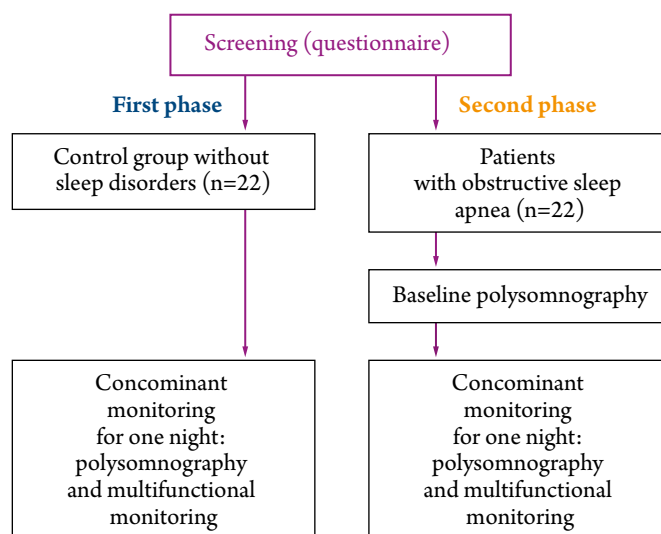 Screening (questionnaire)
First phase
Second phase
Control group without
sleep disorders (n=22)
Patients
with obstructive sleep
apnea (n=22)
Baseline polysomnography
Concominant
monitoring
for one night:
polysomnography
and multifunctional
monitoring
Concominant
monitoring
for one night:
polysomnography
and multifunctional
monitoring